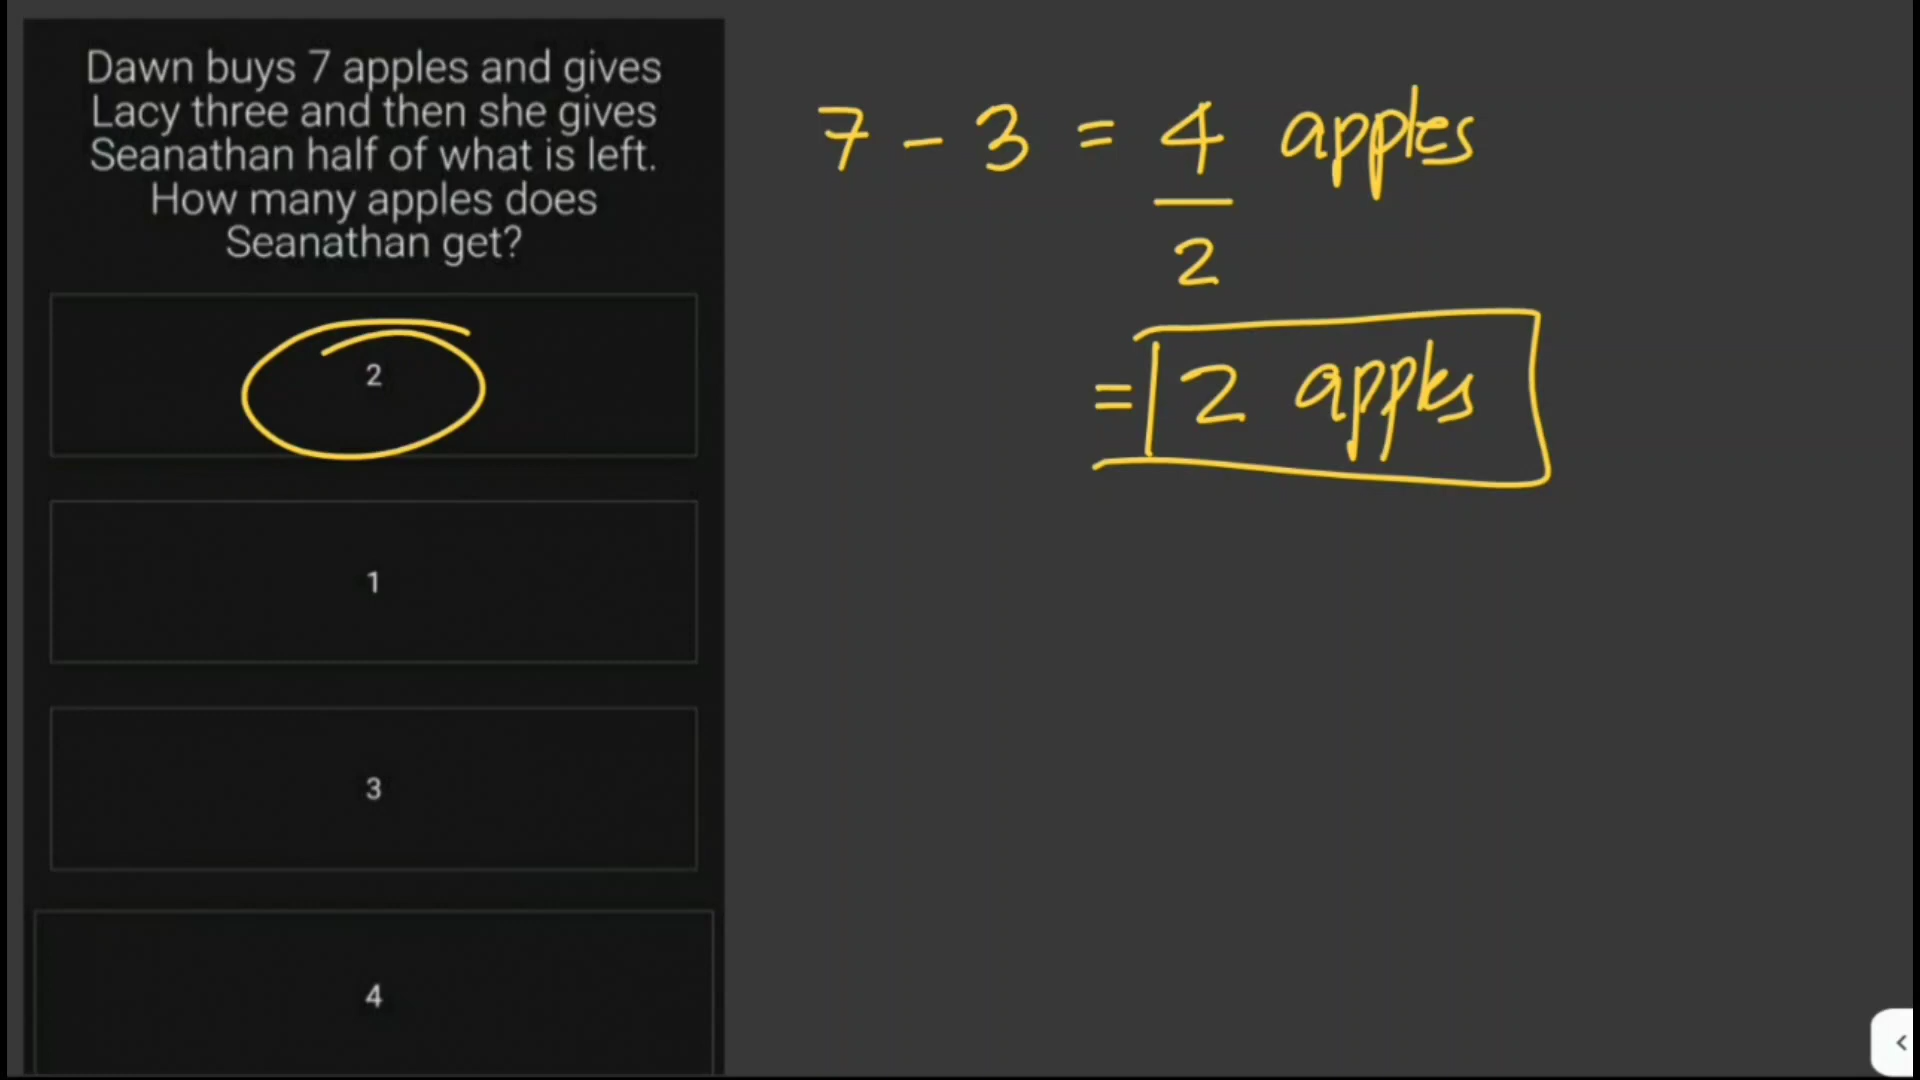 Dawn buys 7 apples and gives
Lacy three and then she gives
Seanathan half of what is left.
How many apples does
Seanathan get?
2
1
3
4
7 - 3 = 4 apples
2
= 2 apples